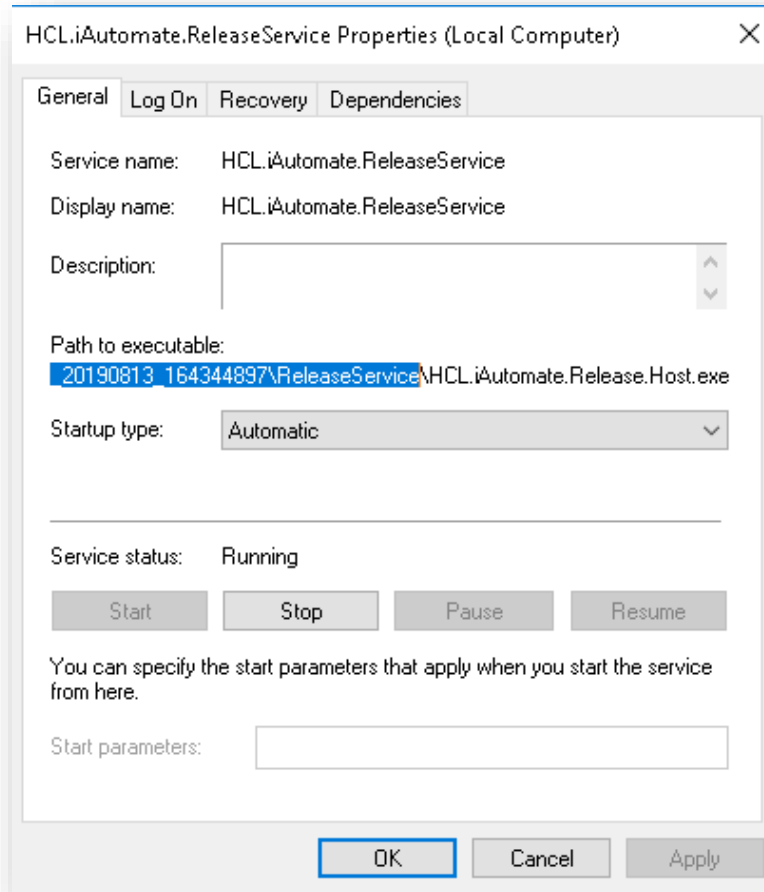 HCL.iAutomate.ReleaseService Properties (Local Computer)
General Log On Recovery Dependencies
Service name: HCL.iAutomate.ReleaseService
Display name: HCL.iAutomate.ReleaseService
Description:
Path to executable:
_20190813_164344897\ReleaseService\HCL.iAutomate.Release.Host.exe
Startup type: Automatic
Service status: Running
Start Stop Pause Resume
You can specify the start parameters that apply when you start the service
from here.
Start parameters:
OK Cancel Apply